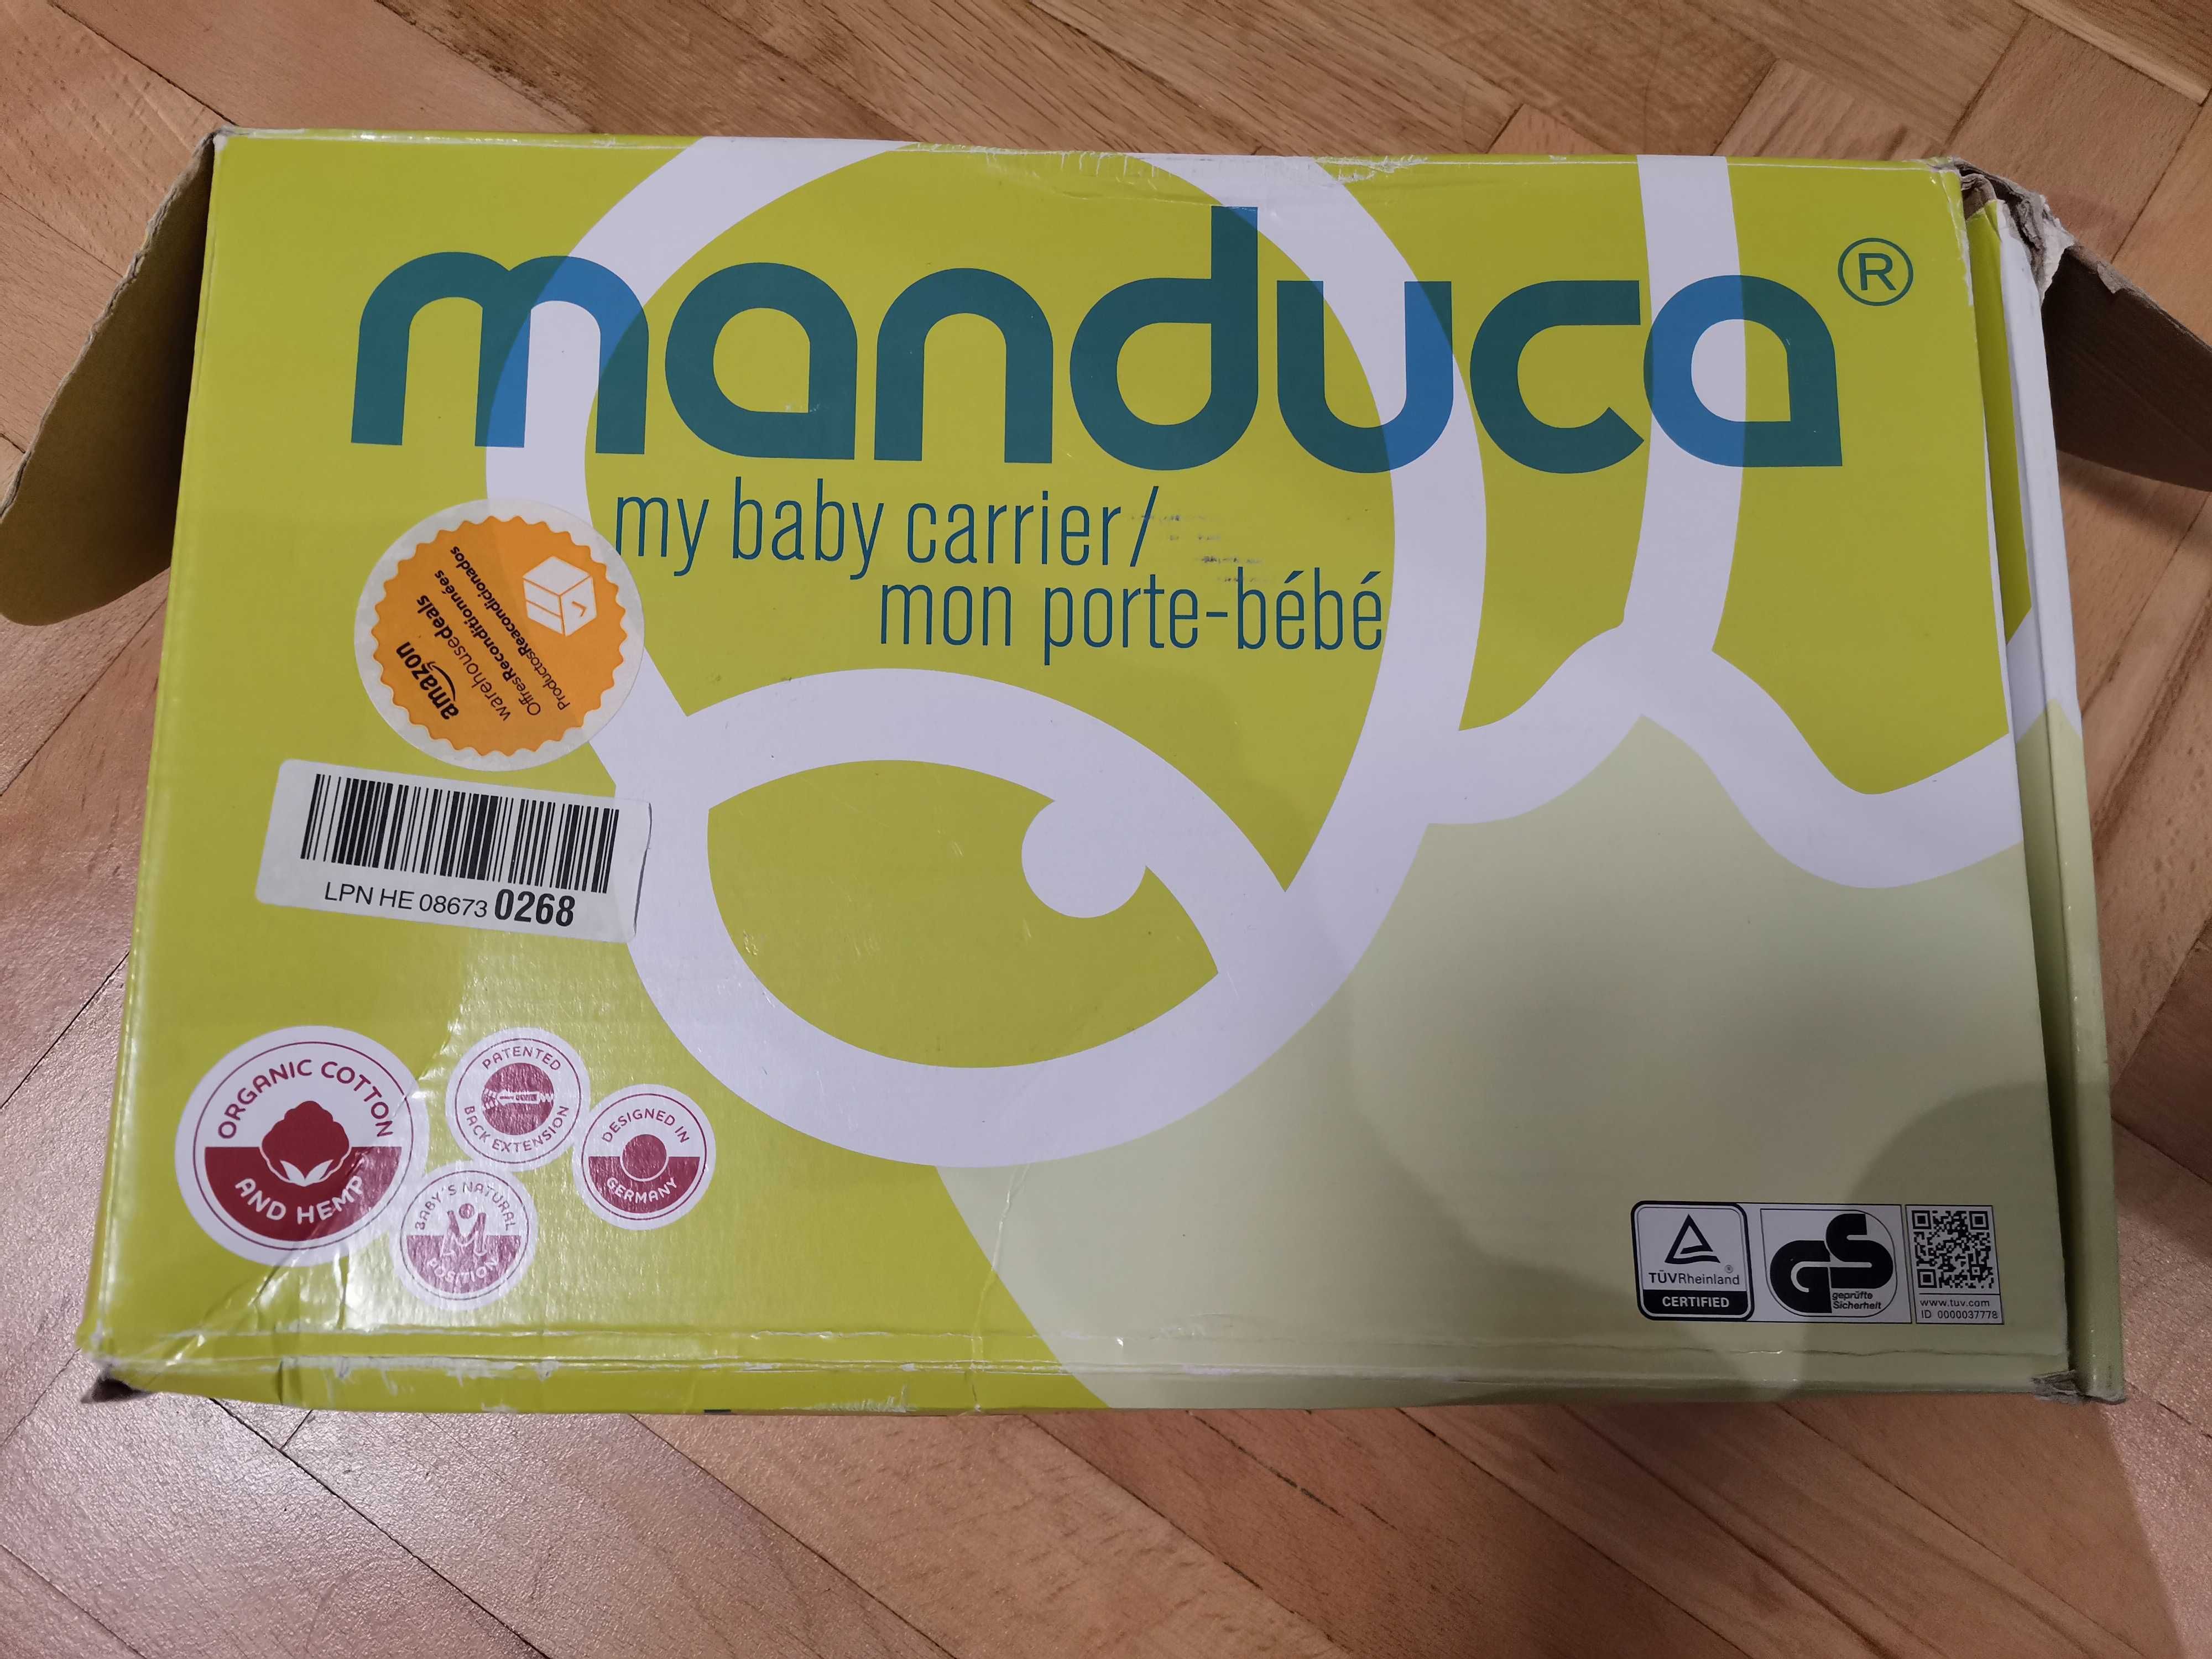 manduca®
my baby carrier/
mon porte-bébé
amazon
warehousedeals
OffresReconditionnées
ProductosReacondicionados
LPN HE 08673 0268
ORGANIC COTTON
AND HEMP
PATENTED
BACK EXTENSION
DESIGNED IN
GERMANY
BABY'S NATURAL
POSITION
TÜVRheinland®
CERTIFIED
GS
geprüfte
Sicherheit
www.tuv.com
ID 0000037778